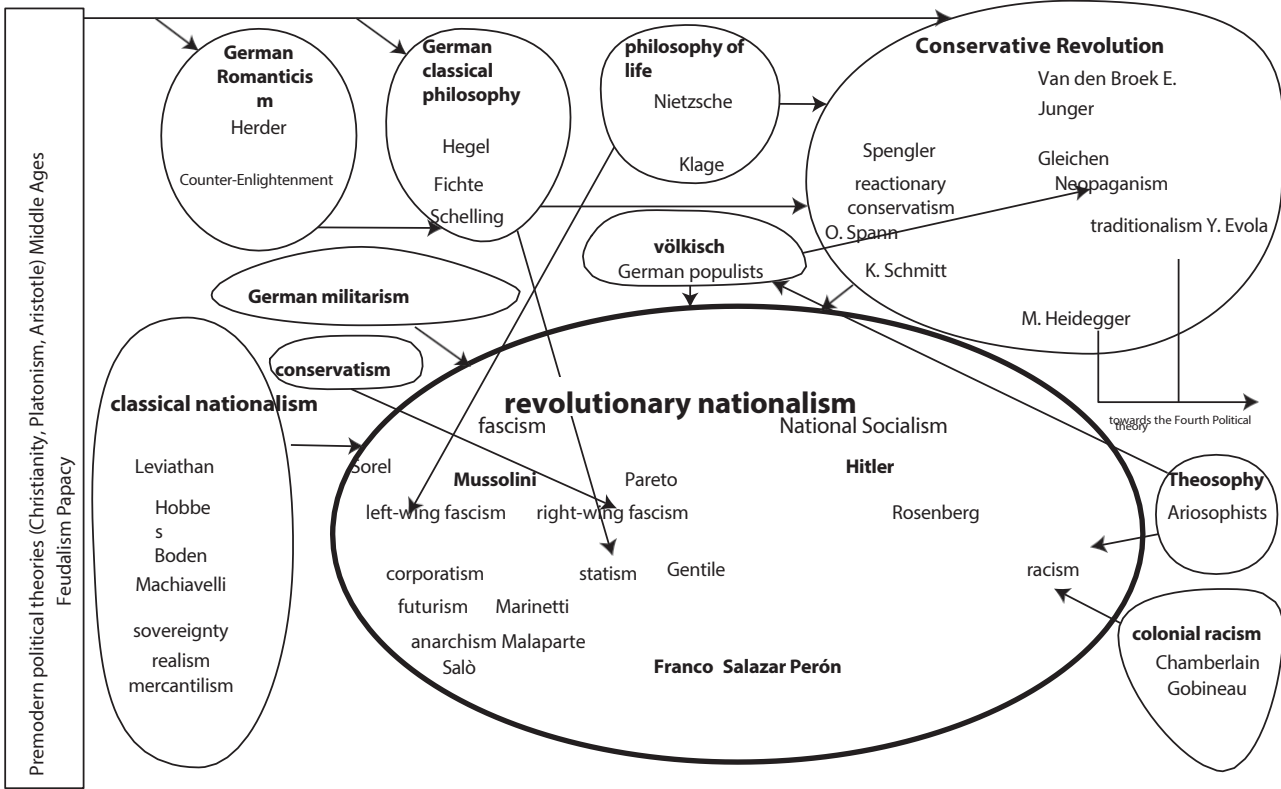 Premodern political theories (Christianity, Platonism, Aristotle) Middle Ages
Feudalism Papacy
German
Romanticis
m
Herder
Counter-Enlightenment
German
classical
philosophy
Hegel
Fichte
Schelling
philosophy of
life
Nietzsche
Klage
Conservative Revolution
Van den Broek E.
Junger
Spengler
Gleichen
reactionary
conservatism
Neopaganism
O. Spann
traditionalism Y. Evola
K. Schmitt
M. Heidegger
towards the Fourth Political
theory
völkisch
German populists
German militarism
conservatism
classical nationalism
Leviathan
Hobbe
s
Boden
Machiavelli
sovereignty
realism
mercantilism
revolutionary nationalism
fascism
National Socialism
Sorel
Mussolini
Pareto
Hitler
left-wing fascism
right-wing fascism
Rosenberg
corporatism
statism
Gentile
racism
futurism
Marinetti
anarchism Malaparte
Salò
Franco Salazar Perón
Theosophy
Ariosophists
colonial racism
Chamberlain
Gobineau